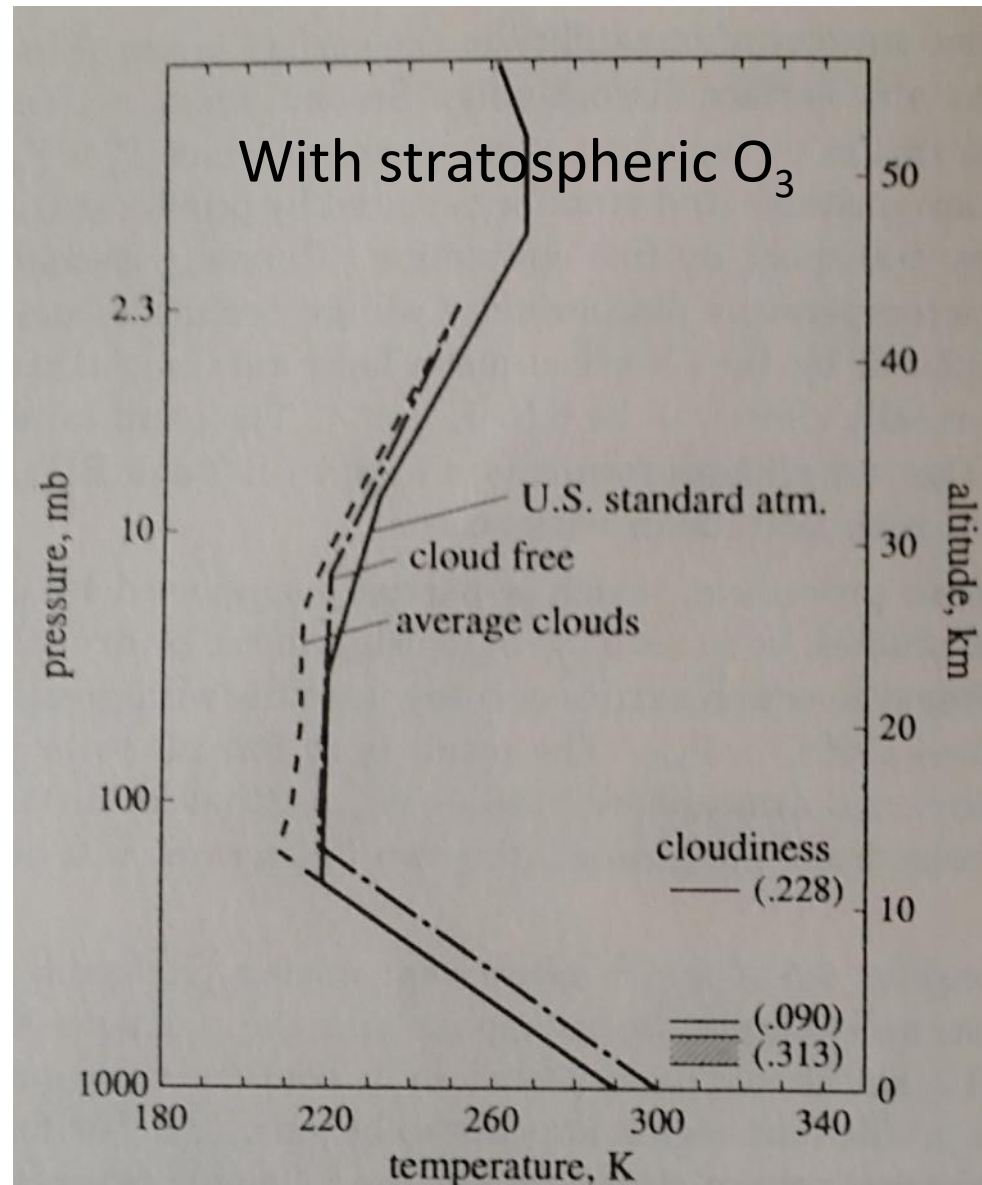 With stratospheric O₃
50
2.3
40
U.S. standard atm.
10
30
cloud free
average clouds
pressure, mb
altitude, km
20
100
cloudiness
(.228)
10
(.090)
(.313)
1000
0
180
220
260
300
340
temperature, K